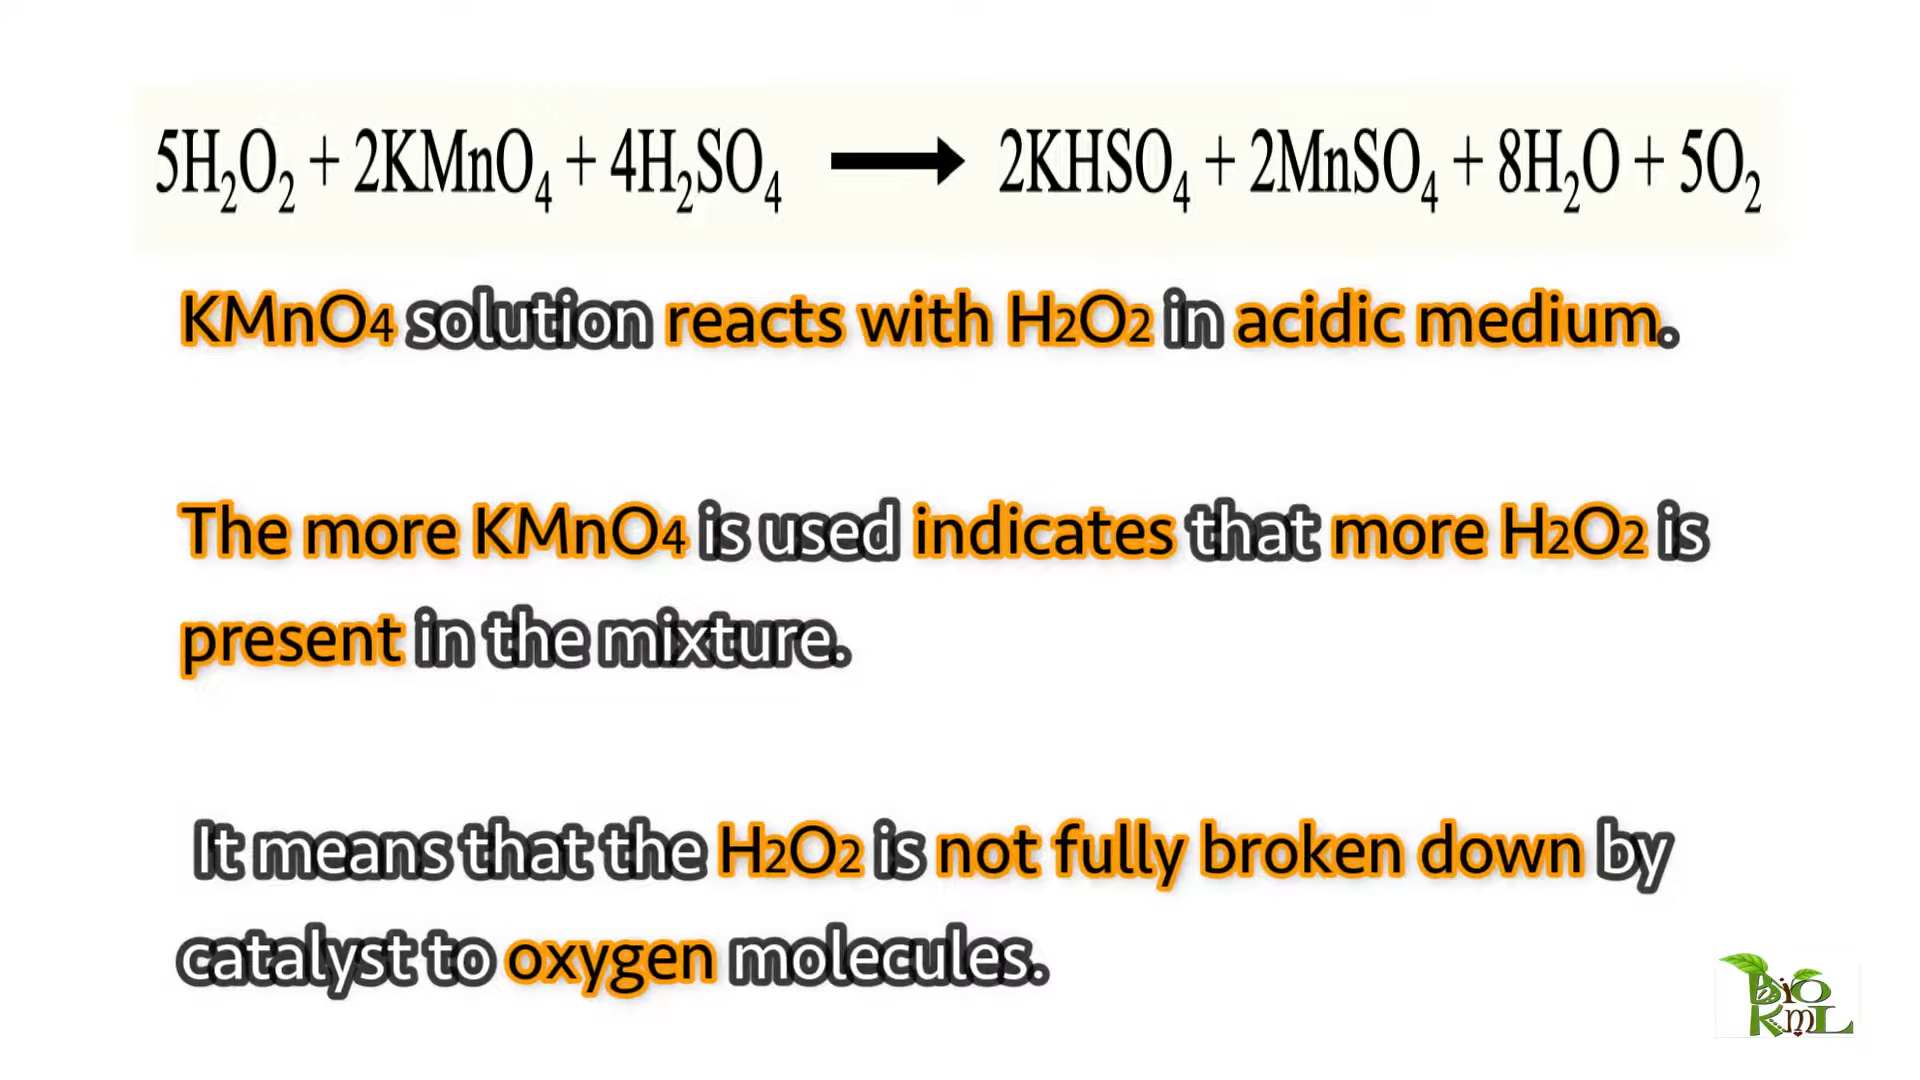 5H₂O₂ + 2KMnO₄ + 4H₂SO₄ ⟶ 2KHSO₄ + 2MnSO₄ + 8H₂O + 5O₂
KMnO4 solution reacts with H2O2 in acidic medium.
The more KMnO4 is used indicates that more H2O2 is
present in the mixture.
It means that the H2O2 is not fully broken down by
catalyst to oxygen molecules.
BiO
KmL